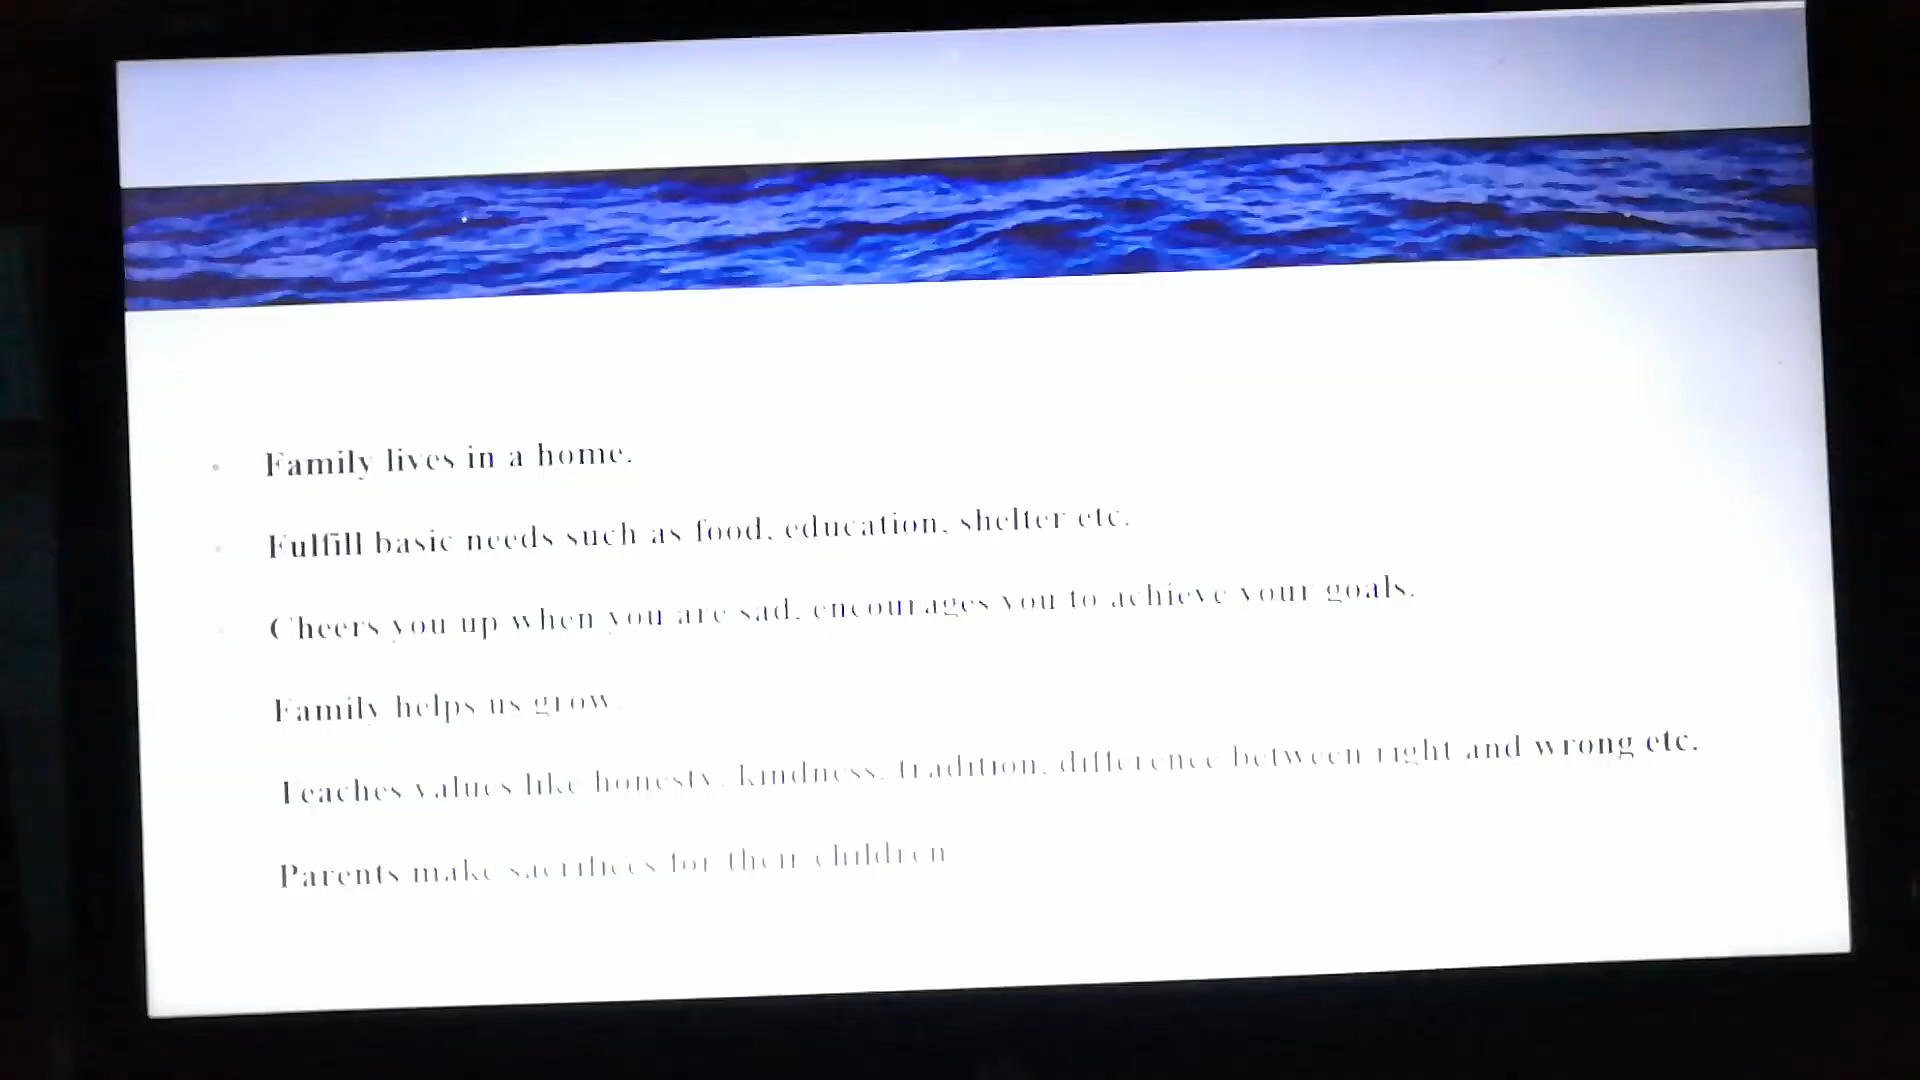 Family lives in a home.
Fulfill basic needs such as food, education, shelter etc.
Cheers you up when you are sad, encourages you to achieve your goals.
Family helps us grow.
Teaches values like honesty, kindness, tradition, difference between right and wrong etc.
Parents make sacrifices for their children